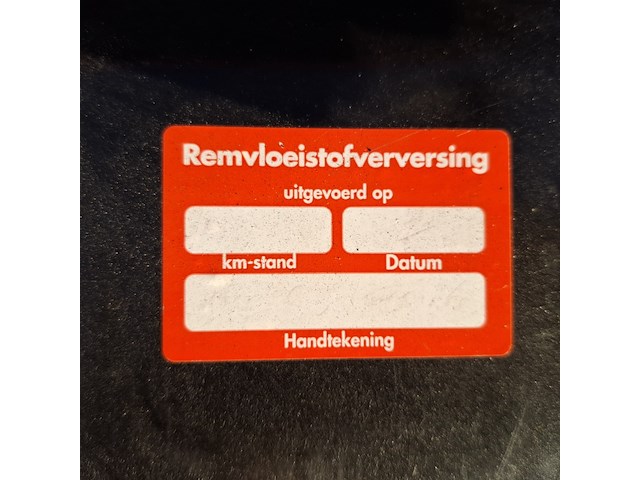 Remvloeistofverversing
uitgevoerd op
km-stand Datum
Handtekening